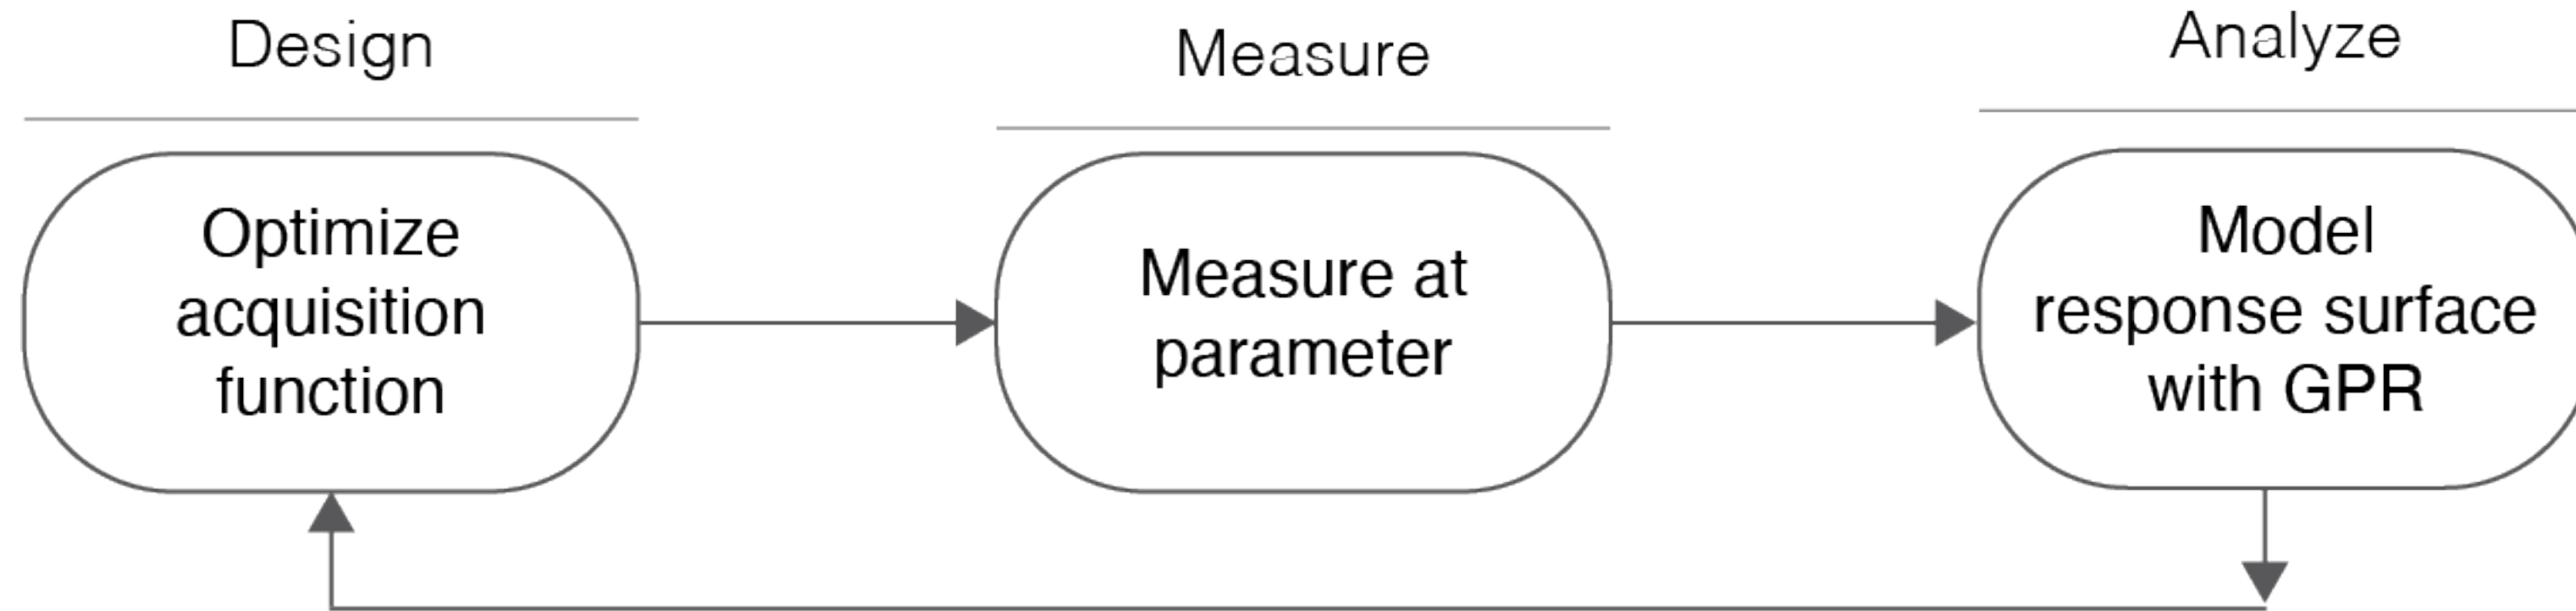 Design
Measure
Analyze
Optimize
acquisition
function
Measure at
parameter
Model
response surface
with GPR